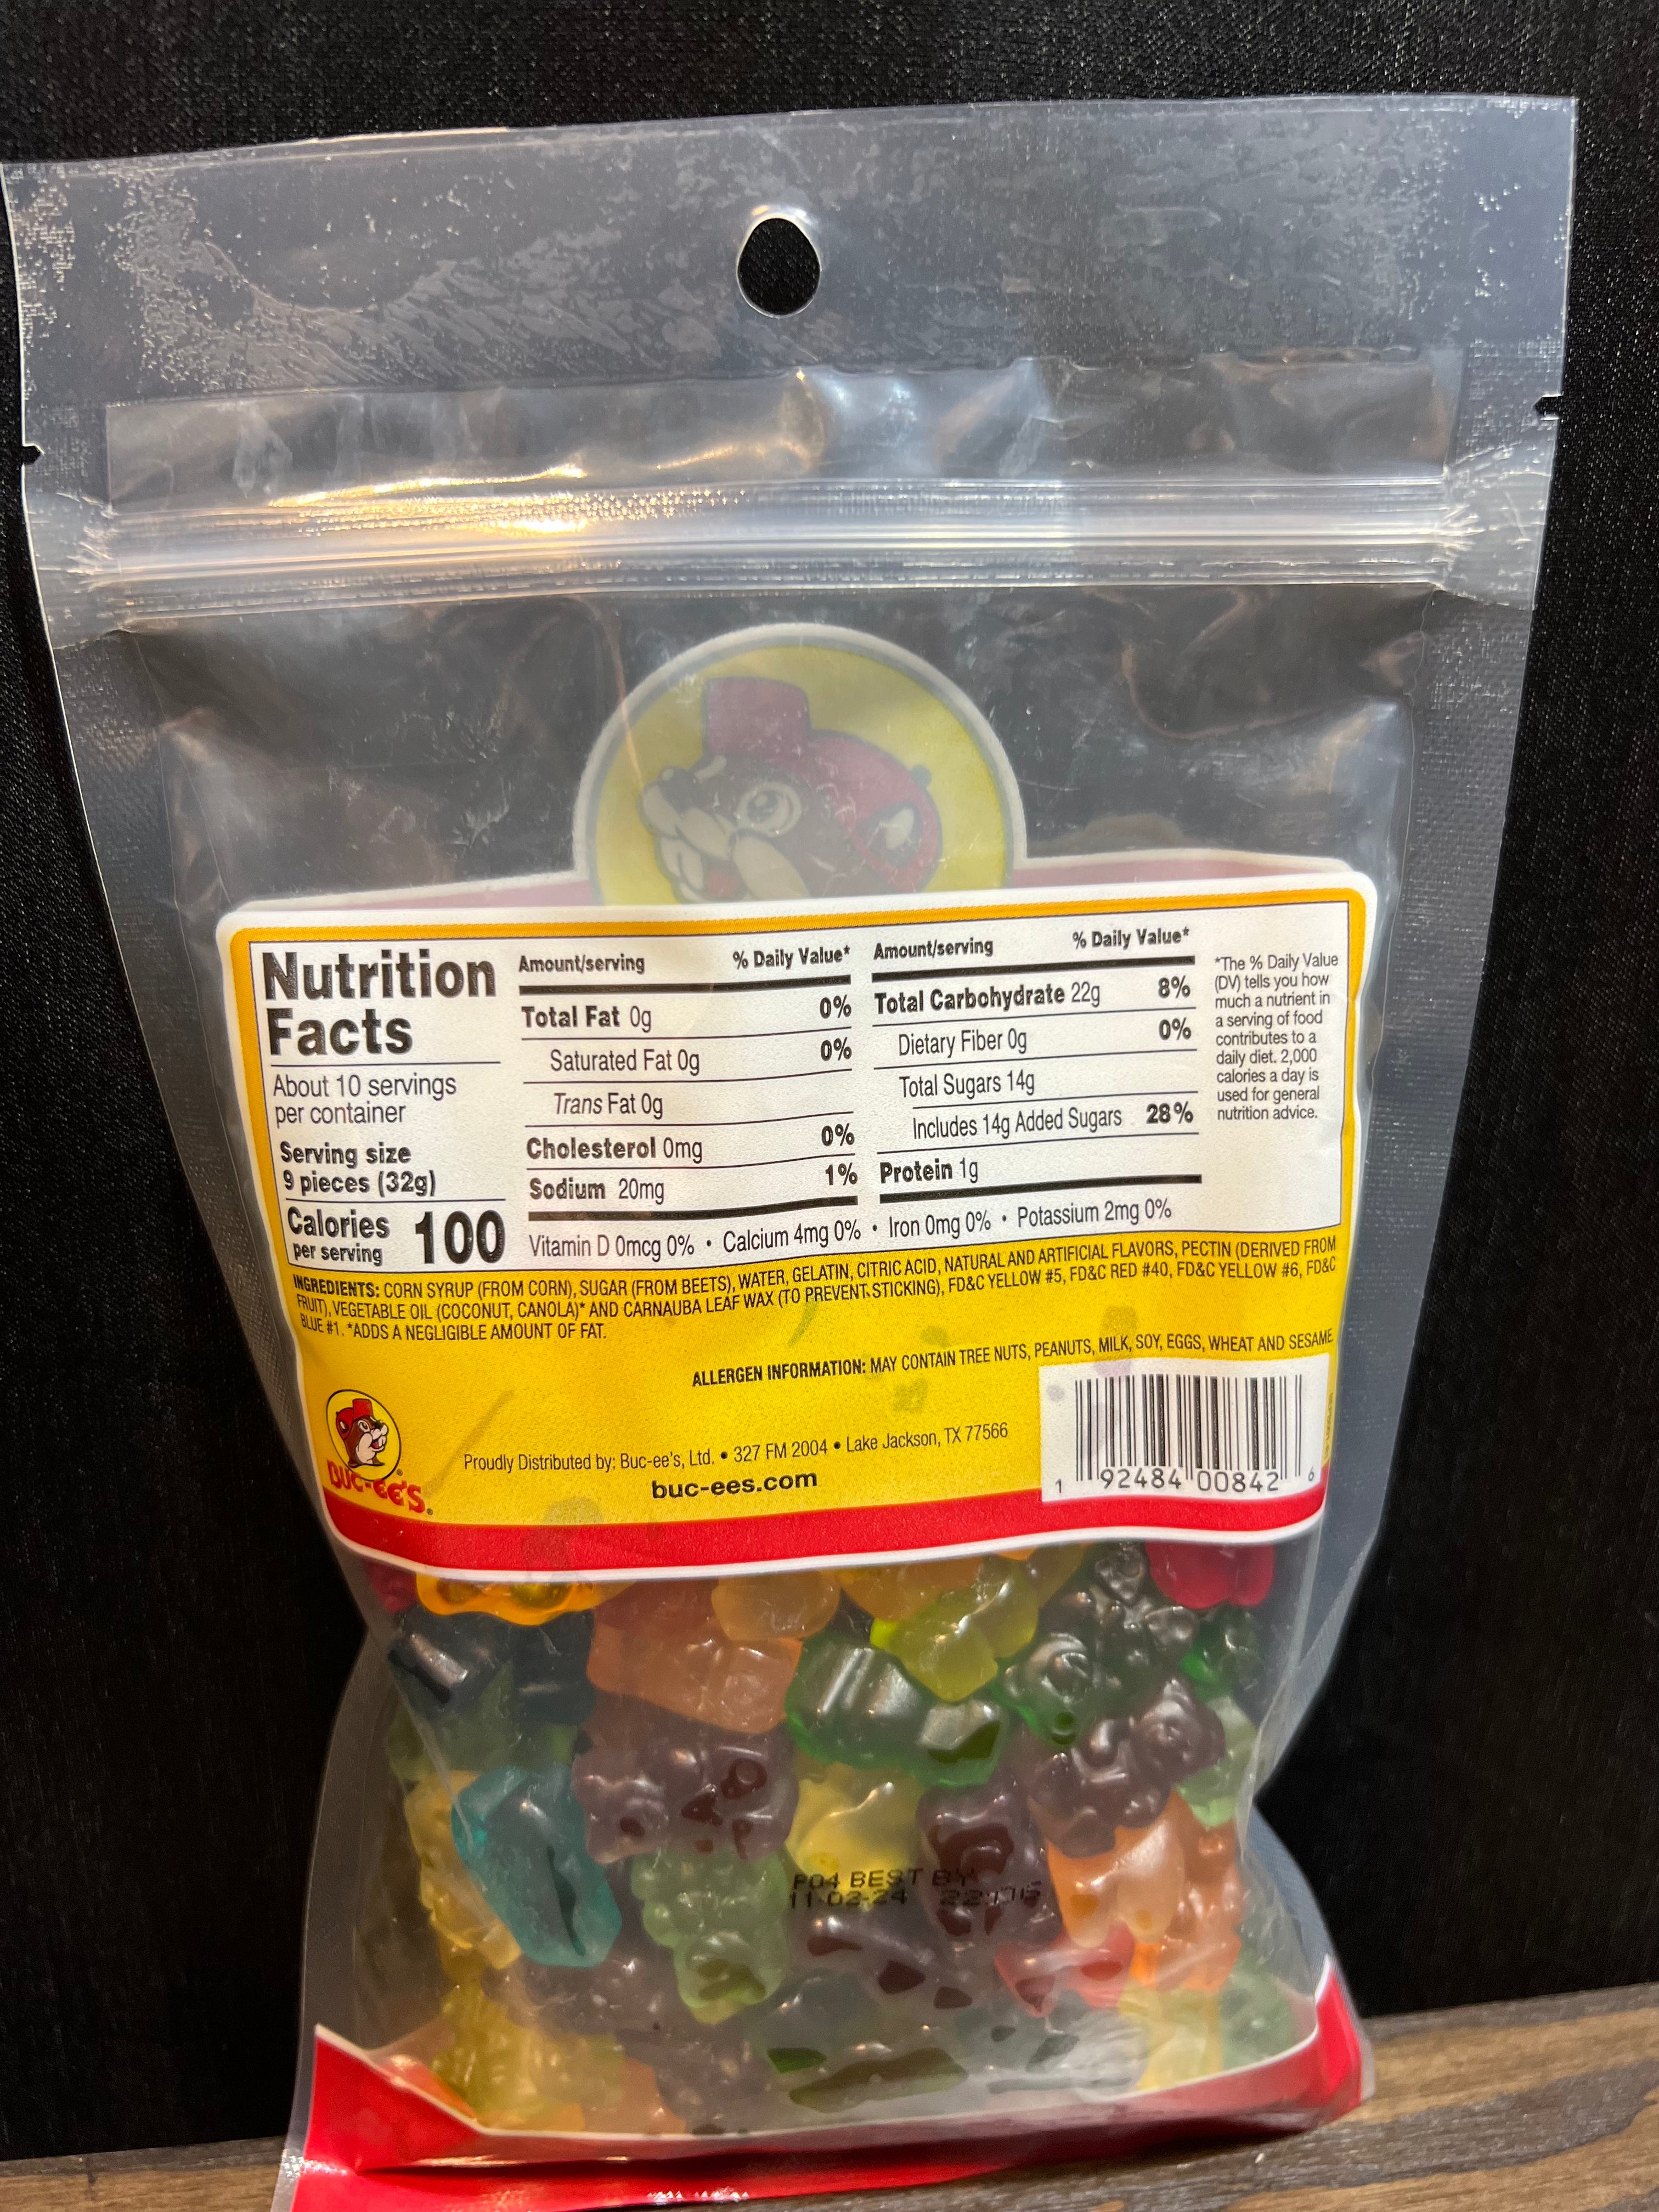 Nutrition
Facts
About 10 servings
per container
Serving size
9 pieces (32g)
Calories
per serving
100
Amount/serving % Daily Value*
Total Fat 0g 0%
Saturated Fat 0g 0%
Trans Fat 0g
Cholesterol 0mg 0%
Sodium 20mg 1%
Amount/serving % Daily Value*
Total Carbohydrate 22g 8%
Dietary Fiber 0g 0%
Total Sugars 14g
Includes 14g Added Sugars 28%
Protein 1g
Vitamin D 0mcg 0% • Calcium 4mg 0% • Iron 0mg 0% • Potassium 2mg 0%
*The % Daily Value
(DV) tells you how
much a nutrient in
a serving of food
contributes to a
daily diet. 2,000
calories a day is
used for general
nutrition advice.
INGREDIENTS: CORN SYRUP (FROM CORN), SUGAR (FROM BEETS), WATER, GELATIN, CITRIC ACID, NATURAL AND ARTIFICIAL FLAVORS, PECTIN (DERIVED FROM
FRUIT), VEGETABLE OIL (COCONUT, CANOLA)* AND CARNAUBA LEAF WAX (TO PREVENT STICKING), FD&C YELLOW #5, FD&C RED #40, FD&C YELLOW #6, FD&C
BLUE #1. *ADDS A NEGLIGIBLE AMOUNT OF FAT.
ALLERGEN INFORMATION: MAY CONTAIN TREE NUTS, PEANUTS, MILK, SOY, EGGS, WHEAT AND SESAME
BUC-EE'S®
Proudly Distributed by: Buc-ee's, Ltd. • 327 FM 2004 • Lake Jackson, TX 77566
buc-ees.com
1 92484 00842 6
P04 BEST BY
11-02-24